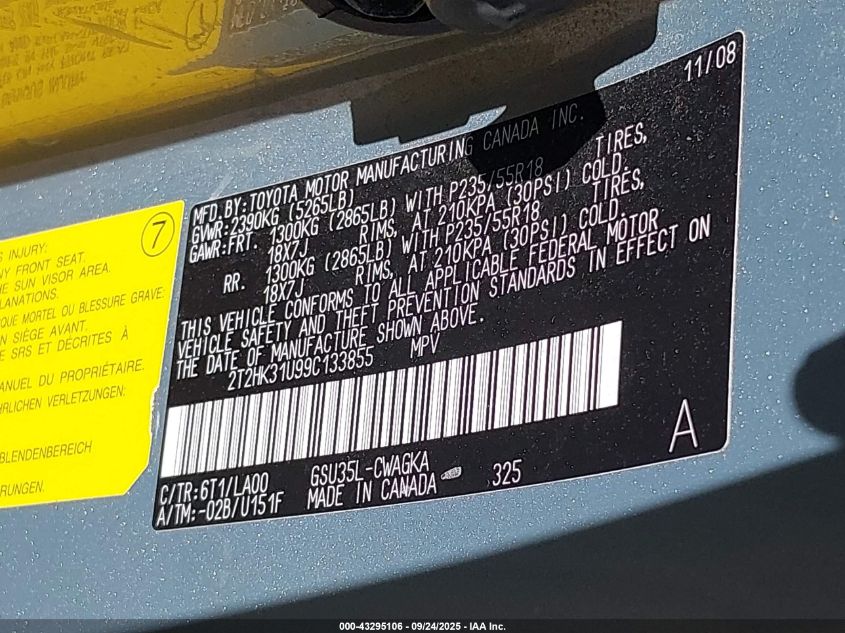 11/08
MFD. BY: TOYOTA MOTOR MANUFACTURING CANADA INC.
GVWR: 2390KG (5265LB)
GAWR: FRT. 1300KG (2865LB) WITH P235/55R18 TIRES,
18X7J RIMS, AT 210KPA (30PSI) COLD.
RR. 1300KG (2865LB) WITH P235/55R18 TIRES,
18X7J RIMS, AT 210KPA (30PSI) COLD.
THIS VEHICLE CONFORMS TO ALL APPLICABLE FEDERAL MOTOR
VEHICLE SAFETY AND THEFT PREVENTION STANDARDS IN EFFECT ON
THE DATE OF MANUFACTURE SHOWN ABOVE.
2T2HK31U99C133855 MPV
A
C/TR: 6T1/LA00 GSU35L-CWAGKA
A/TM: -02B/U151F MADE IN CANADA 325
7
INJURY:
FRONT SEAT.
SUN VISOR AREA.
MORTEL OU BLESSURE GRAVE:
SIÈGE AVANT.
SRS ET DÉCRITES À
MANUEL DU PROPRIÉTAIRE.
VERLETZUNGEN:
BLENDENBEREICH
000-43295106 - 09/24/2025 - IAA Inc.